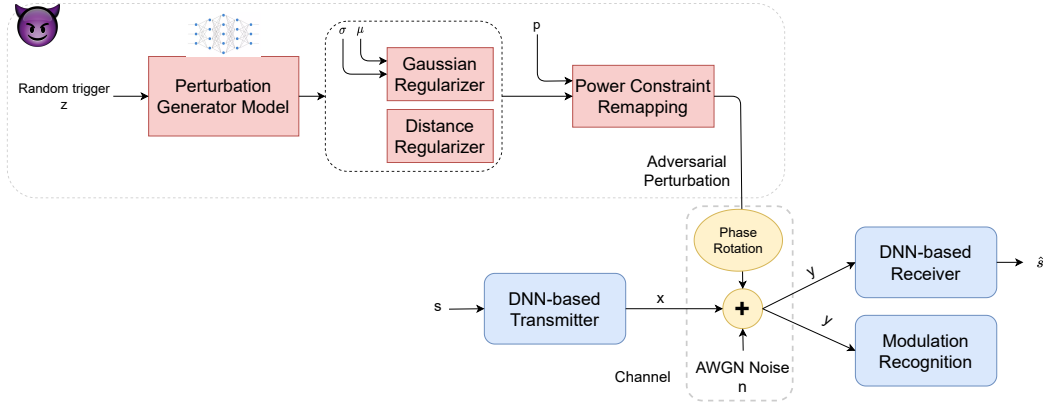 σ μ
p
Random trigger
z
Perturbation
Generator Model
Gaussian
Regularizer
Distance
Regularizer
Power Constraint
Remapping
Adversarial
Perturbation
Phase
Rotation
s
DNN-based
Transmitter
x
+
y
y
DNN-based
Receiver
ŝ
Modulation
Recognition
AWGN Noise
n
Channel